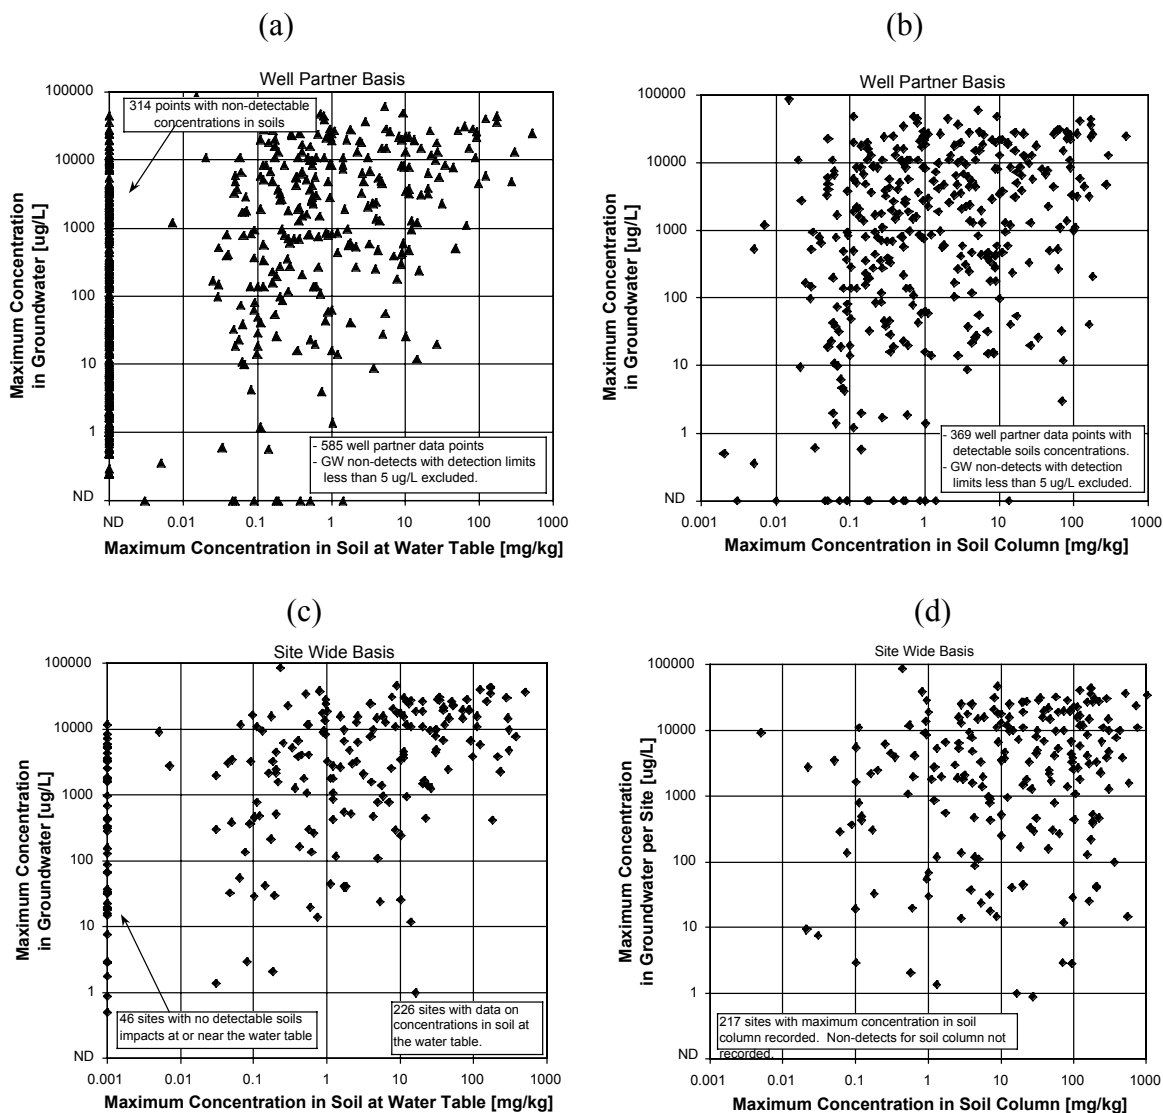 (a)
Well Partner Basis
100000
10000
1000
100
10
1
ND
Maximum Concentration
in Groundwater [ug/L]
314 points with non-detectable
concentrations in soils
- 585 well partner data points
- GW non-detects with detection limits
less than 5 ug/L excluded.
ND 0.01 0.1 1 10 100 1000
Maximum Concentration in Soil at Water Table [mg/kg]
(b)
Well Partner Basis
100000
10000
1000
100
10
1
ND
Maximum Concentration
in Groundwater [ug/L]
- 369 well partner data points with
detectable soils concentrations.
- GW non-detects with detection
limits less than 5 ug/L excluded.
0.001 0.01 0.1 1 10 100 1000
Maximum Concentration in Soil Column [mg/kg]
(c)
Site Wide Basis
100000
10000
1000
100
10
1
ND
Maximum Concentration
in Groundwater [ug/L]
46 sites with no detectable soils
impacts at or near the water table
226 sites with data on
concentrations in soil at
the water table.
0.001 0.01 0.1 1 10 100 1000
Maximum Concentration in Soil at Water Table [mg/kg]
(d)
Site Wide Basis
100000
10000
1000
100
10
1
ND
Maximum Concentration
in Groundwater per Site [ug/L]
217 sites with maximum concentration in soil
column recorded. Non-detects for soil column not
recorded.
0.001 0.01 0.1 1 10 100 1000
Maximum Concentration in Soil Column [mg/kg]